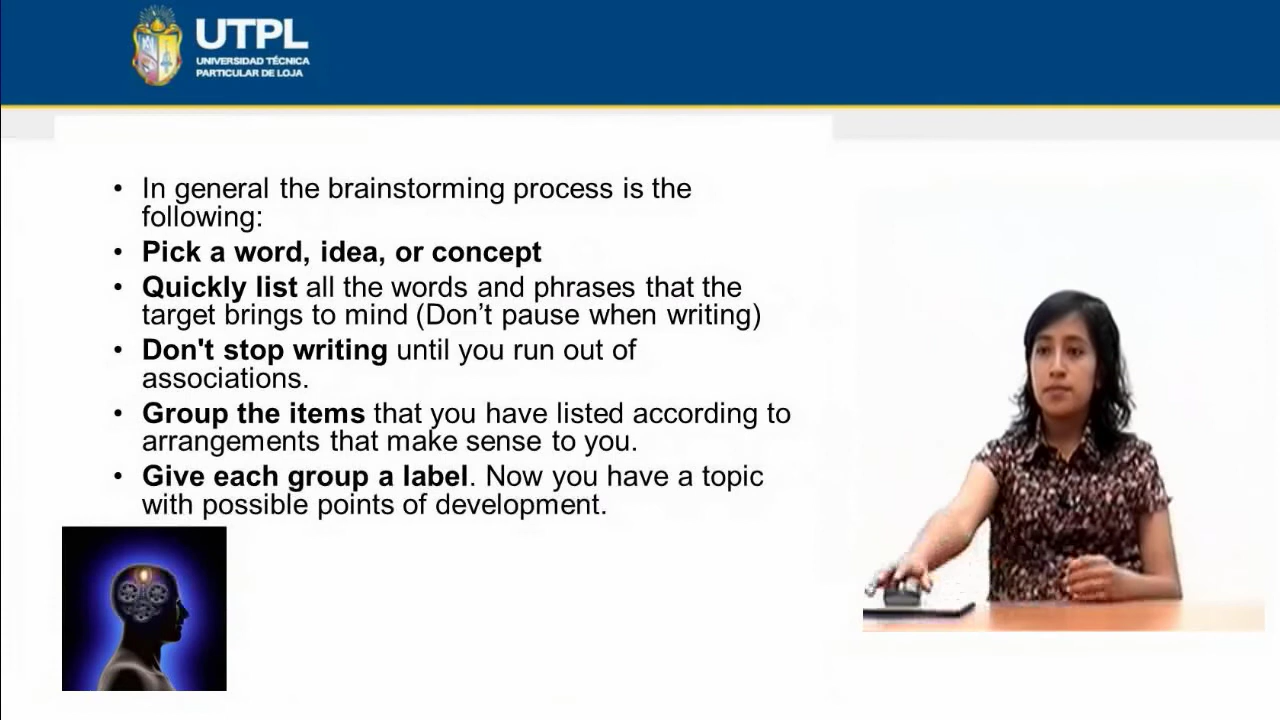 UTPL
UNIVERSIDAD TÉCNICA
PARTICULAR DE LOJA
• In general the brainstorming process is the
following:
• Pick a word, idea, or concept
• Quickly list all the words and phrases that the
target brings to mind (Don’t pause when writing)
• Don't stop writing until you run out of
associations.
• Group the items that you have listed according to
arrangements that make sense to you.
• Give each group a label. Now you have a topic
with possible points of development.